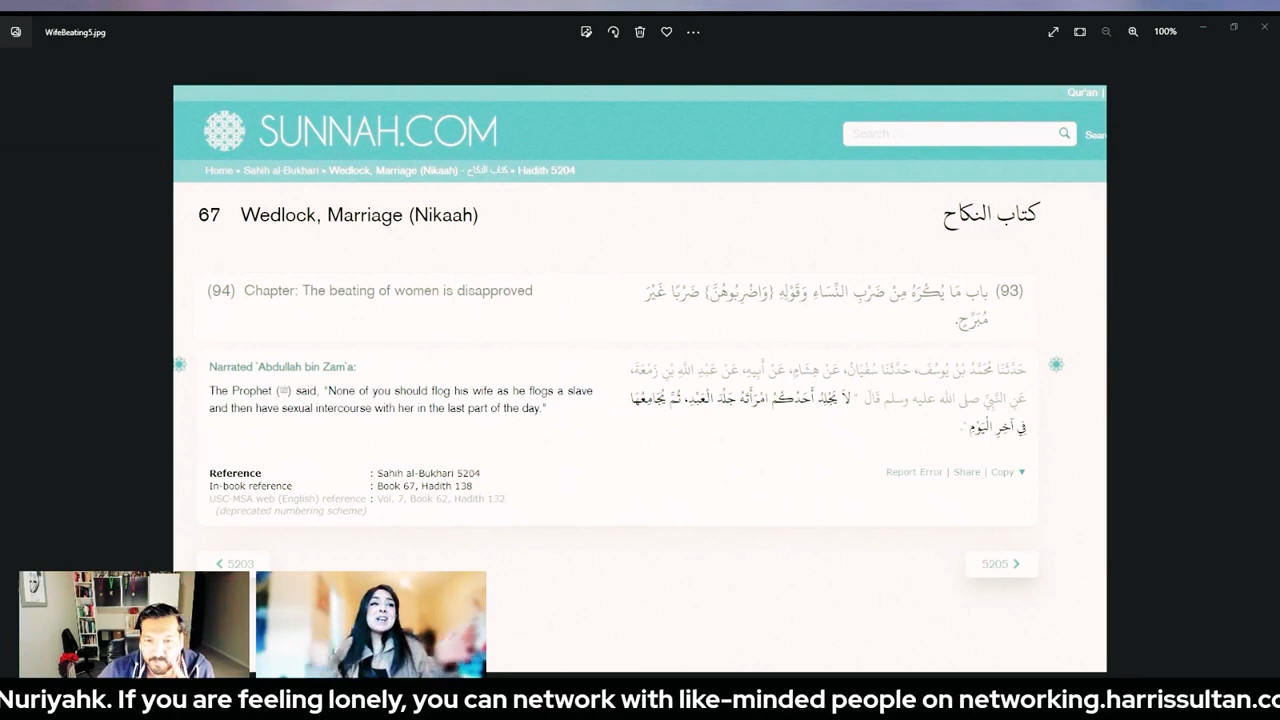 WifeBeating5.jpg
100%
Qur'an |
SUNNAH.COM
Search ...
Sear
Home » Sahih al-Bukhari » Wedlock, Marriage (Nikaah) - كتاب النكاح » Hadith 5204
67 Wedlock, Marriage (Nikaah)
كتاب النكاح
(94) Chapter: The beating of women is disapproved
(93) باب مَا يُكْرَهُ مِنْ ضَرْبِ النِّسَاءِ وَقَوْلِهِ {وَاضْرِبُوهُنَّ} ضَرْبًا غَيْرَ
مُبَرِّحٍ.
Narrated `Abdullah bin Zam`a:
The Prophet (ﷺ) said, "None of you should flog his wife as he flogs a slave
and then have sexual intercourse with her in the last part of the day."
حَدَّثَنَا مُحَمَّدُ بْنُ يُوسُفَ، حَدَّثَنَا سُفْيَانُ، عَنْ هِشَامٍ، عَنْ أَبِيهِ، عَنْ عَبْدِ اللَّهِ بْنِ زَمْعَةَ،
عَنِ النَّبِيِّ صلى الله عليه وسلم قَالَ " لاَ يَجْلِدُ أَحَدُكُمُ امْرَأَتَهُ جَلْدَ الْعَبْدِ، ثُمَّ يُجَامِعُهَا
فِي آخِرِ الْيَوْمِ ".
Reference : Sahih al-Bukhari 5204
In-book reference : Book 67, Hadith 138
USC-MSA web (English) reference : Vol. 7, Book 62, Hadith 132
(deprecated numbering scheme)
Report Error | Share | Copy ▼
5203
5205
Nuriyahk. If you are feeling lonely, you can network with like-minded people on networking.harrissultan.co